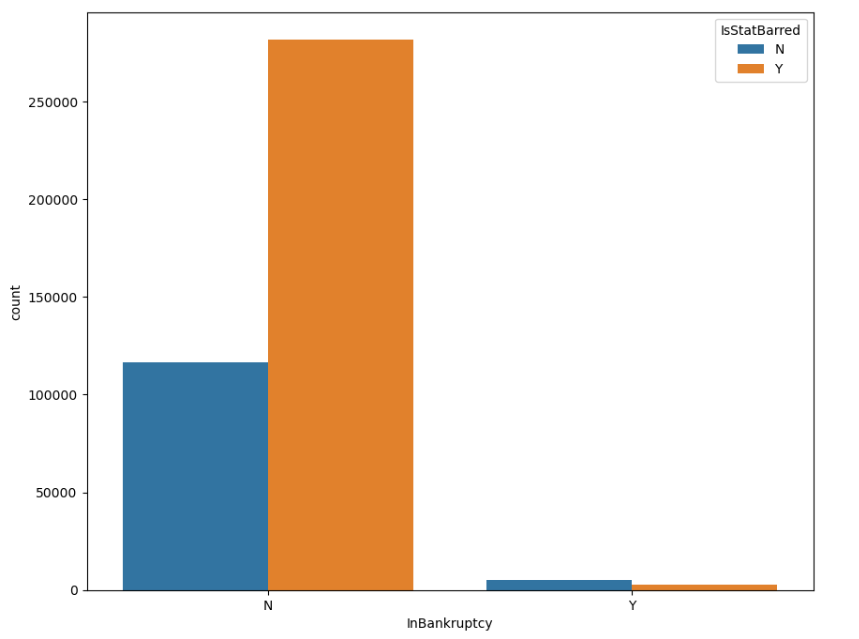 IsStatBarred
N
Y
250000
200000
150000
100000
50000
0
count
N Y
InBankruptcy